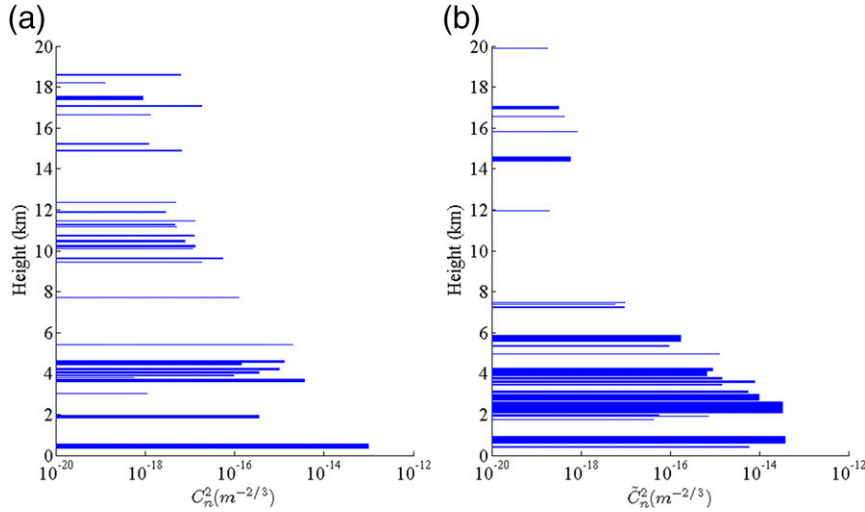 (a) (b)
20 20
18 18
16 16
14 14
12 12
Height (km) Height (km)
10 10
8 8
6 6
4 4
2 2
0 0
10^-20 10^-18 10^-16 10^-14 10^-12 10^-20 10^-18 10^-16 10^-14 10^-12
C_n^2(m^{-2/3}) C̃_n^2(m^{-2/3})